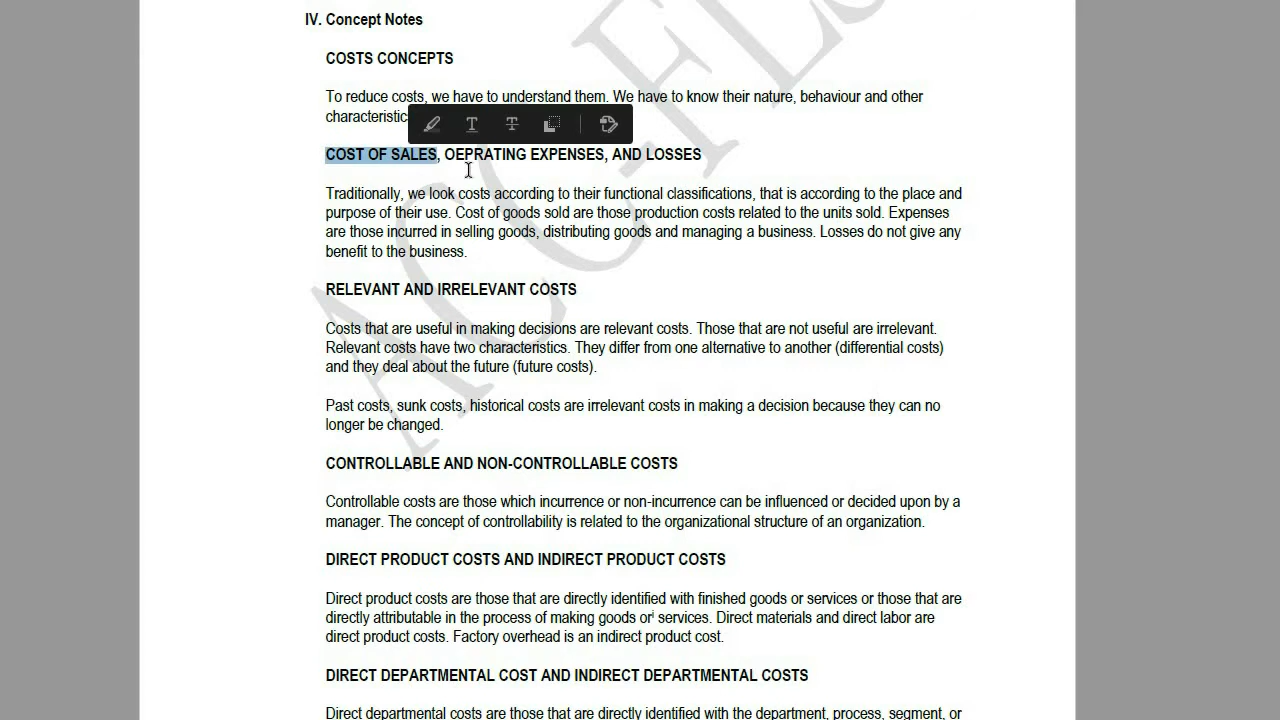 IV. Concept Notes
COSTS CONCEPTS
To reduce costs, we have to understand them. We have to know their nature, behaviour and other
characteristic
COST OF SALES, OEPRATING EXPENSES, AND LOSSES
Traditionally, we look costs according to their functional classifications, that is according to the place and
purpose of their use. Cost of goods sold are those production costs related to the units sold. Expenses
are those incurred in selling goods, distributing goods and managing a business. Losses do not give any
benefit to the business.
RELEVANT AND IRRELEVANT COSTS
Costs that are useful in making decisions are relevant costs. Those that are not useful are irrelevant.
Relevant costs have two characteristics. They differ from one alternative to another (differential costs)
and they deal about the future (future costs).
Past costs, sunk costs, historical costs are irrelevant costs in making a decision because they can no
longer be changed.
CONTROLLABLE AND NON-CONTROLLABLE COSTS
Controllable costs are those which incurrence or non-incurrence can be influenced or decided upon by a
manager. The concept of controllability is related to the organizational structure of an organization.
DIRECT PRODUCT COSTS AND INDIRECT PRODUCT COSTS
Direct product costs are those that are directly identified with finished goods or services or those that are
directly attributable in the process of making goods or services. Direct materials and direct labor are
direct product costs. Factory overhead is an indirect product cost.
DIRECT DEPARTMENTAL COST AND INDIRECT DEPARTMENTAL COSTS
Direct departmental costs are those that are directly identified with the department, process, segment, or